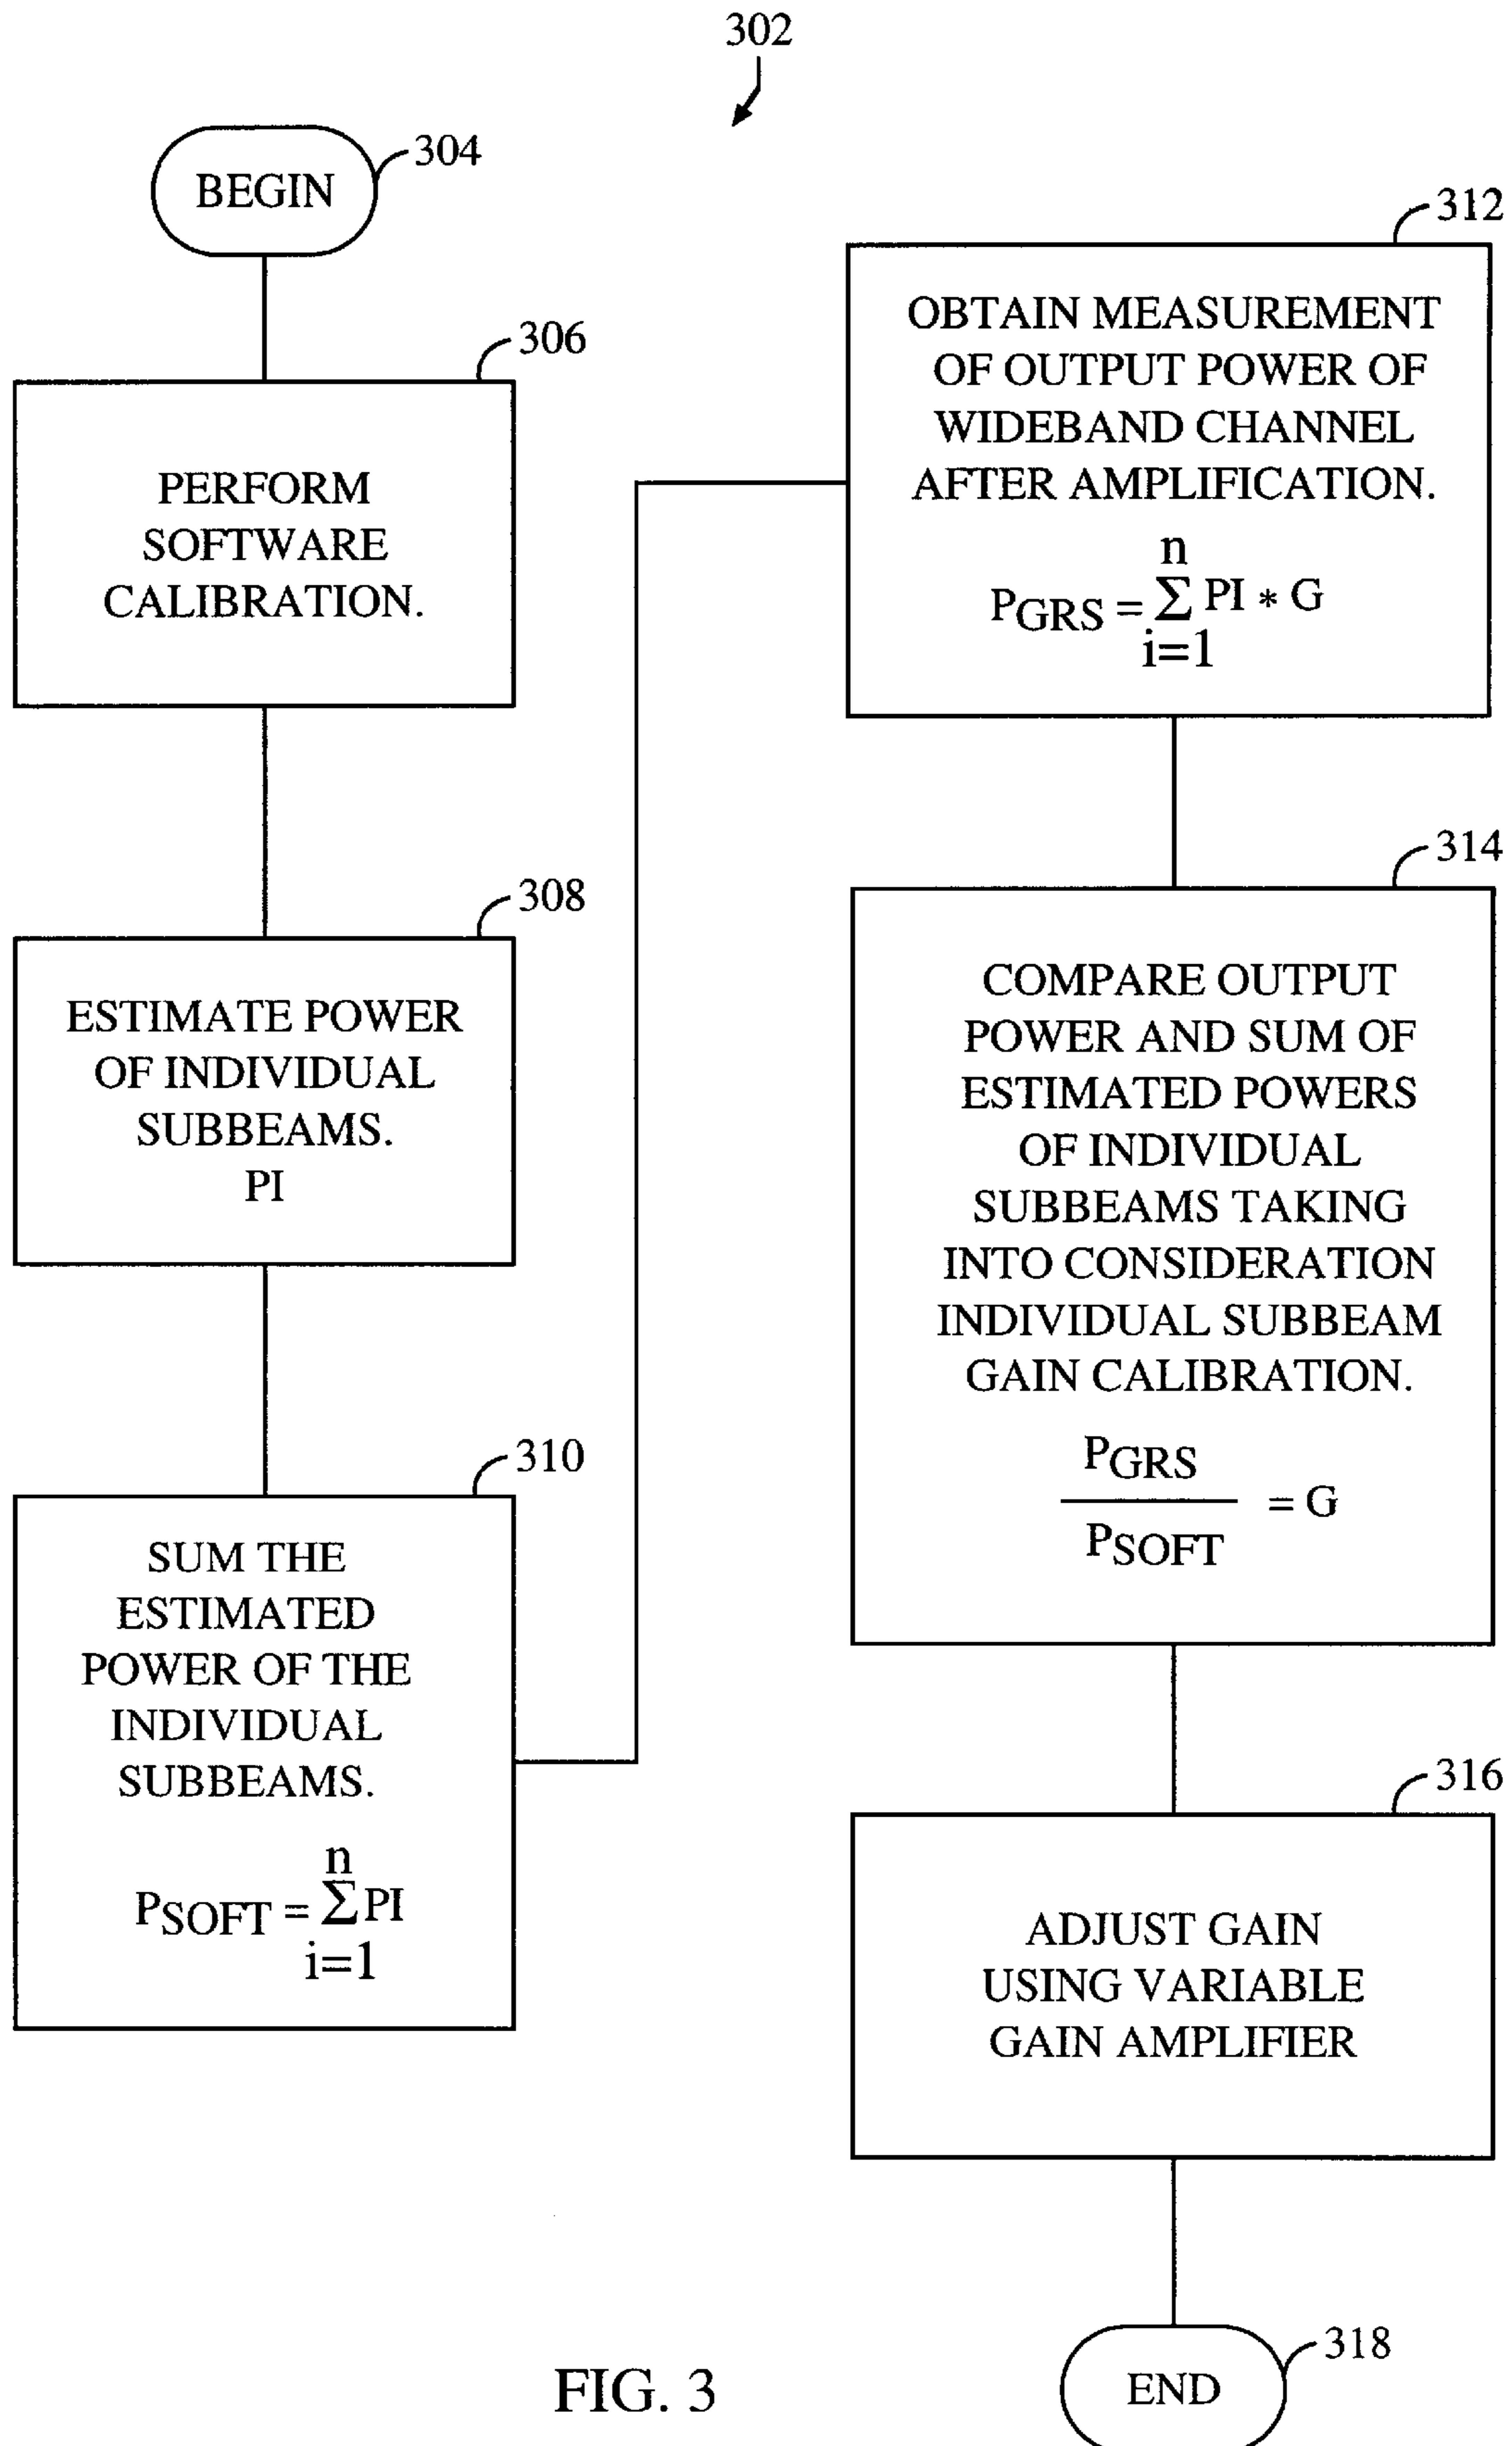 302
BEGIN
304
306
PERFORM
SOFTWARE
CALIBRATION.
308
ESTIMATE POWER
OF INDIVIDUAL
SUBBEAMS.
PI
310
SUM THE
ESTIMATED
POWER OF THE
INDIVIDUAL
SUBBEAMS.
n
PSOFT = Σ PI
i=1
312
OBTAIN MEASUREMENT
OF OUTPUT POWER OF
WIDEBAND CHANNEL
AFTER AMPLIFICATION.
n
PGRS = Σ PI * G
i=1
314
COMPARE OUTPUT
POWER AND SUM OF
ESTIMATED POWERS
OF INDIVIDUAL
SUBBEAMS TAKING
INTO CONSIDERATION
INDIVIDUAL SUBBEAM
GAIN CALIBRATION.
PGRS
= G
PSOFT
316
ADJUST GAIN
USING VARIABLE
GAIN AMPLIFIER
318
END
FIG. 3